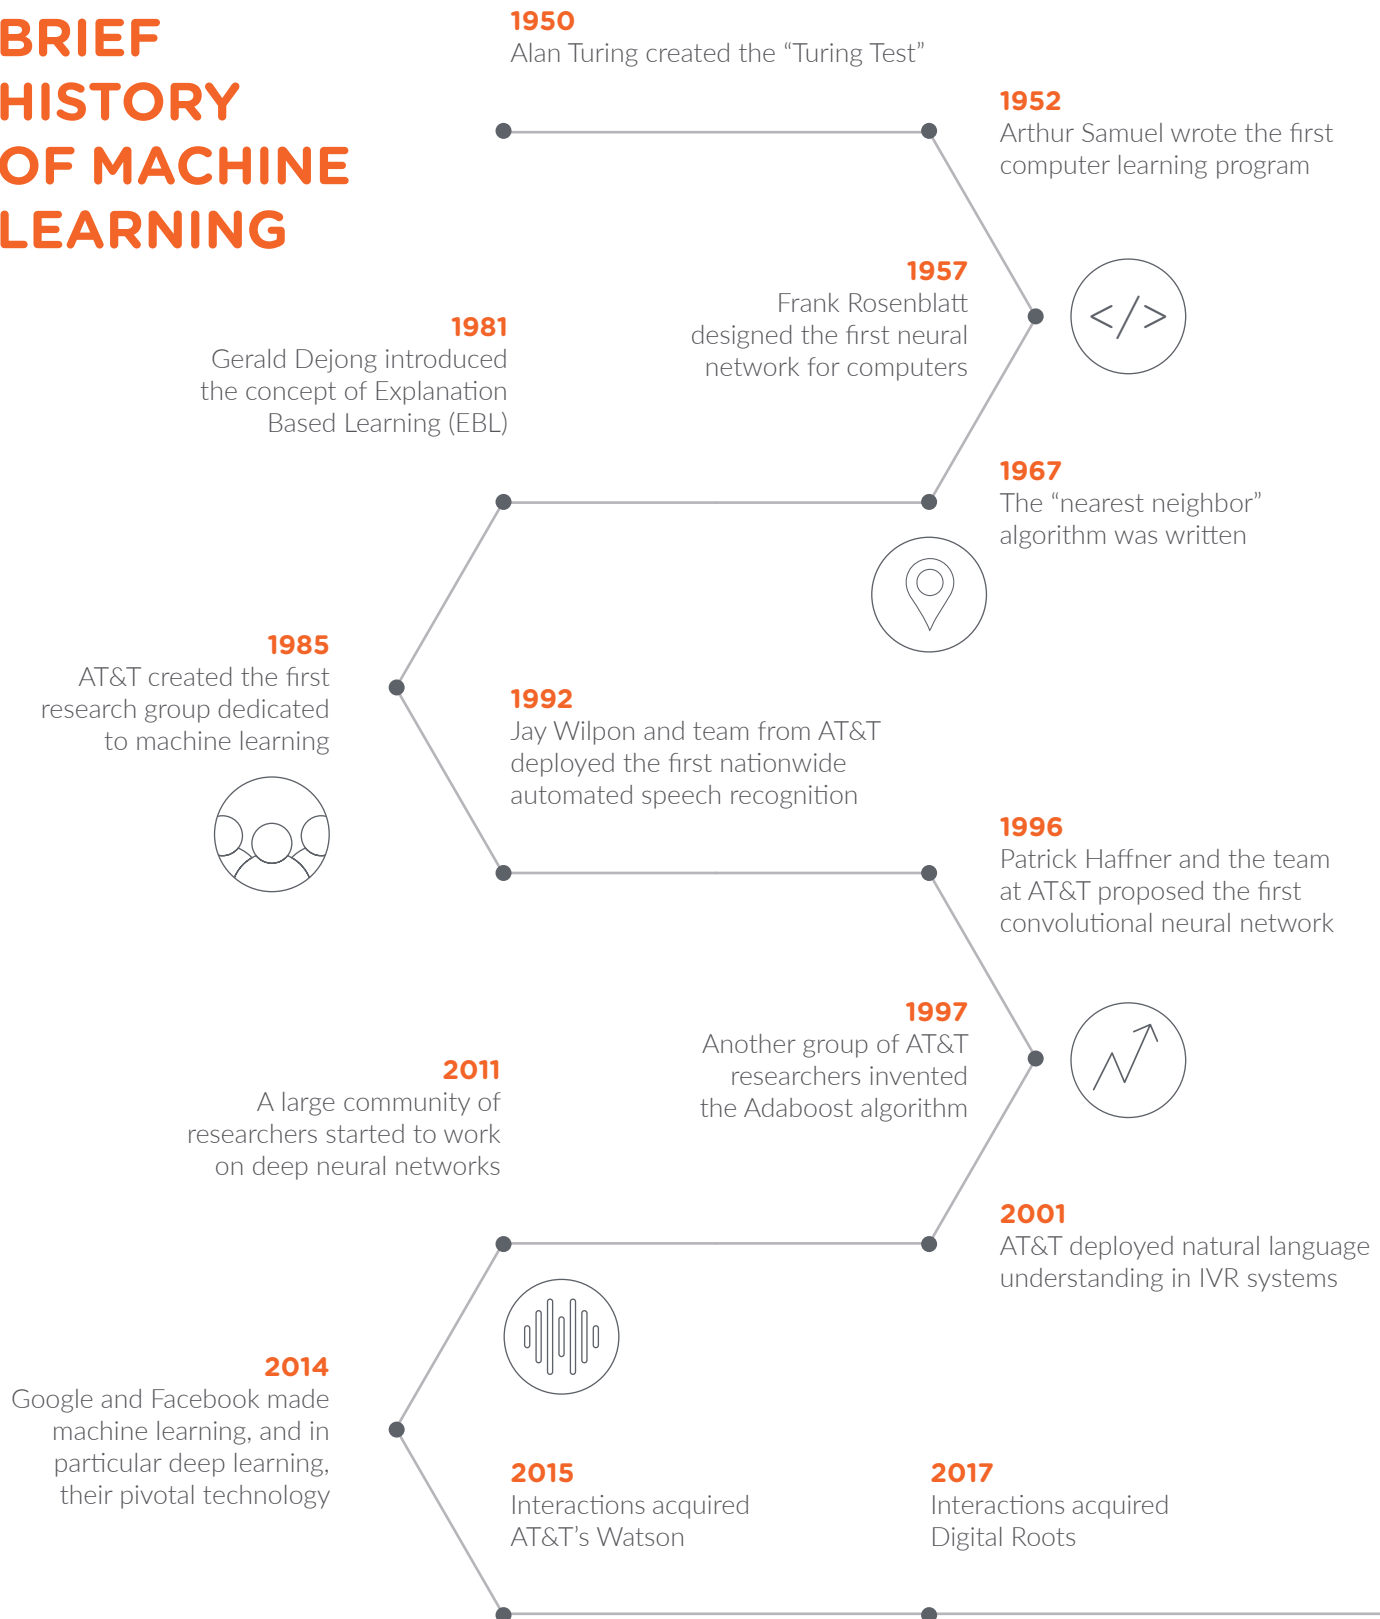 BRIEF
HISTORY
OF MACHINE
LEARNING
1950
Alan Turing created the “Turing Test”
1952
Arthur Samuel wrote the first
computer learning program
1957
Frank Rosenblatt
designed the first neural
network for computers
</>
1967
The “nearest neighbor”
algorithm was written
1981
Gerald Dejong introduced
the concept of Explanation
Based Learning (EBL)
1985
AT&T created the first
research group dedicated
to machine learning
1992
Jay Wilpon and team from AT&T
deployed the first nationwide
automated speech recognition
1996
Patrick Haffner and the team
at AT&T proposed the first
convolutional neural network
1997
Another group of AT&T
researchers invented
the Adaboost algorithm
2001
AT&T deployed natural language
understanding in IVR systems
2011
A large community of
researchers started to work
on deep neural networks
2014
Google and Facebook made
machine learning, and in
particular deep learning,
their pivotal technology
2015
Interactions acquired
AT&T’s Watson
2017
Interactions acquired
Digital Roots